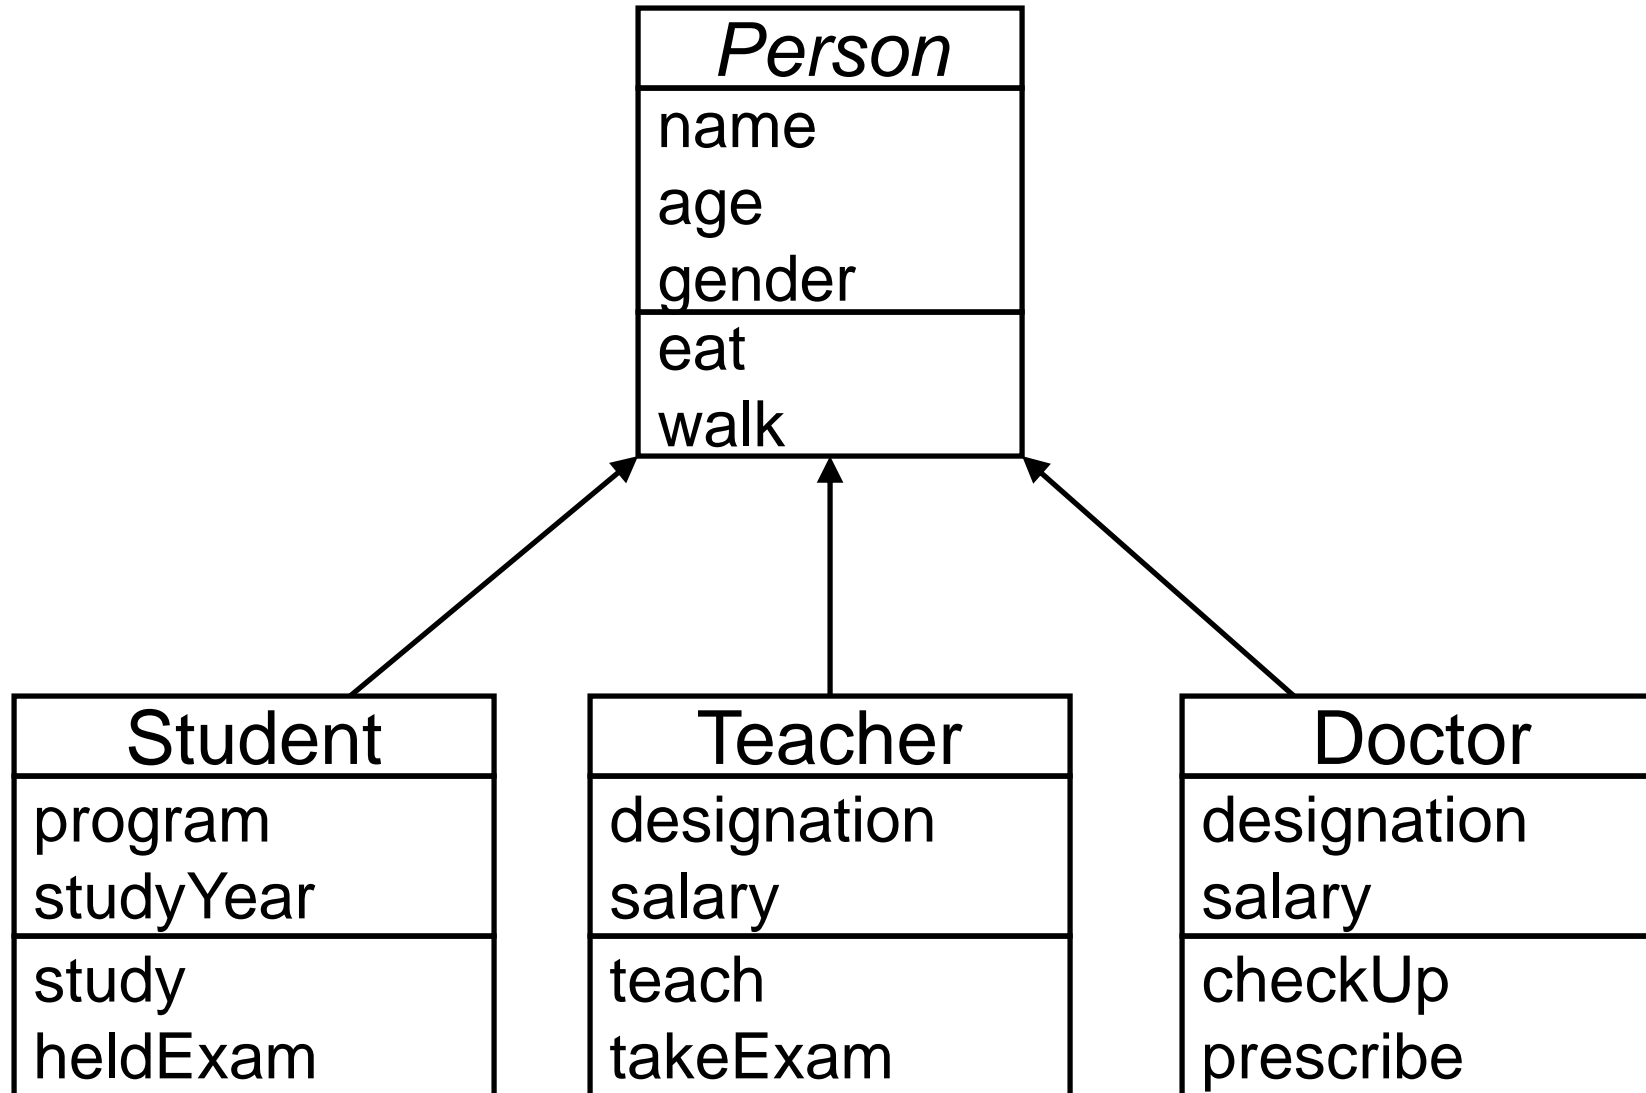 Person
name
age
gender
eat
walk
Student
program
studyYear
study
heldExam
Teacher
designation
salary
teach
takeExam
Doctor
designation
salary
checkUp
prescribe